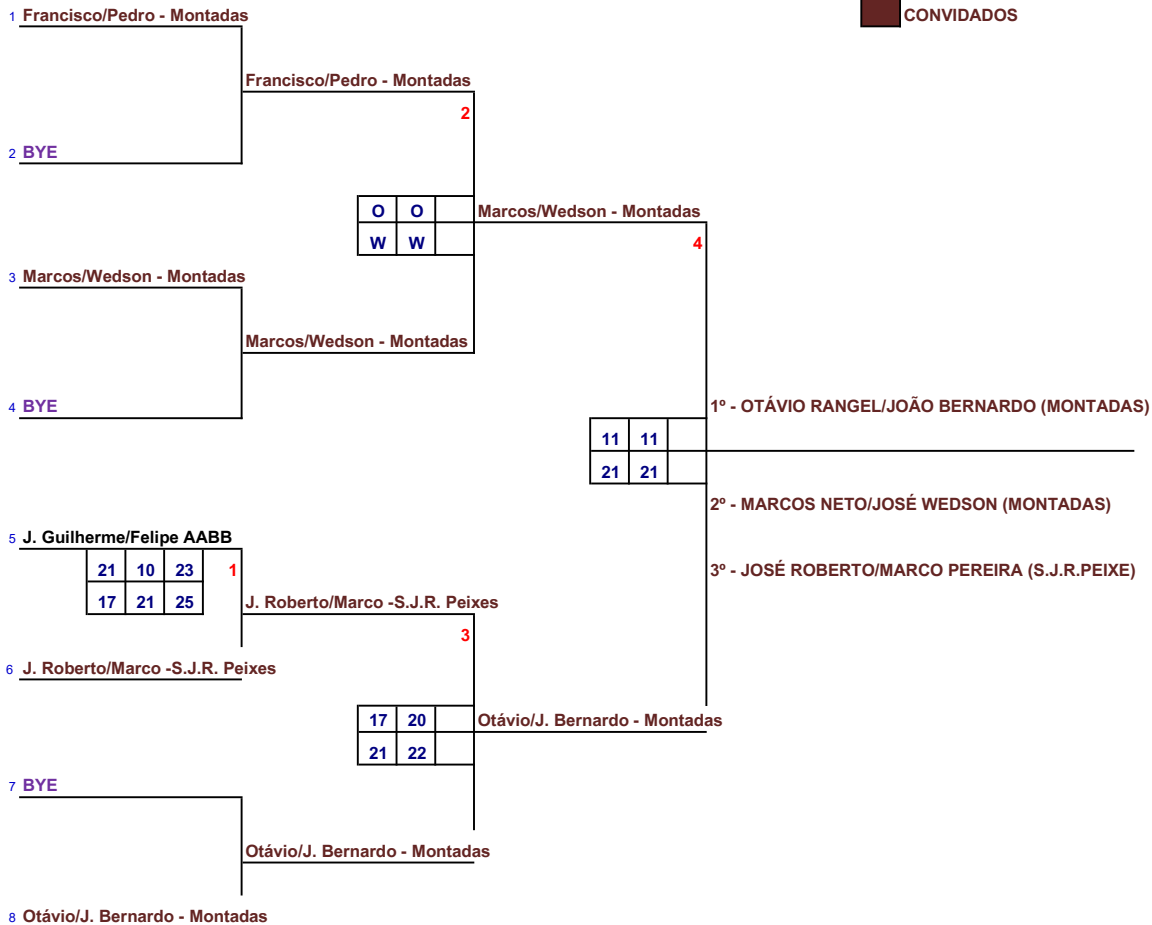 1 Francisco/Pedro - Montadas
CONVIDADOS
Francisco/Pedro - Montadas
2
2 BYE
O O
Marcos/Wedson - Montadas
W W
4
3 Marcos/Wedson - Montadas
Marcos/Wedson - Montadas
4 BYE
1º - OTÁVIO RANGEL/JOÃO BERNARDO (MONTADAS)
11 11
21 21
2º - MARCOS NETO/JOSÉ WEDSON (MONTADAS)
5 J. Guilherme/Felipe AABB
21 10 23 1
3º - JOSÉ ROBERTO/MARCO PEREIRA (S.J.R.PEIXE)
17 21 25
J. Roberto/Marco -S.J.R. Peixes
3
6 J. Roberto/Marco -S.J.R. Peixes
17 20
Otávio/J. Bernardo - Montadas
21 22
7 BYE
Otávio/J. Bernardo - Montadas
8 Otávio/J. Bernardo - Montadas